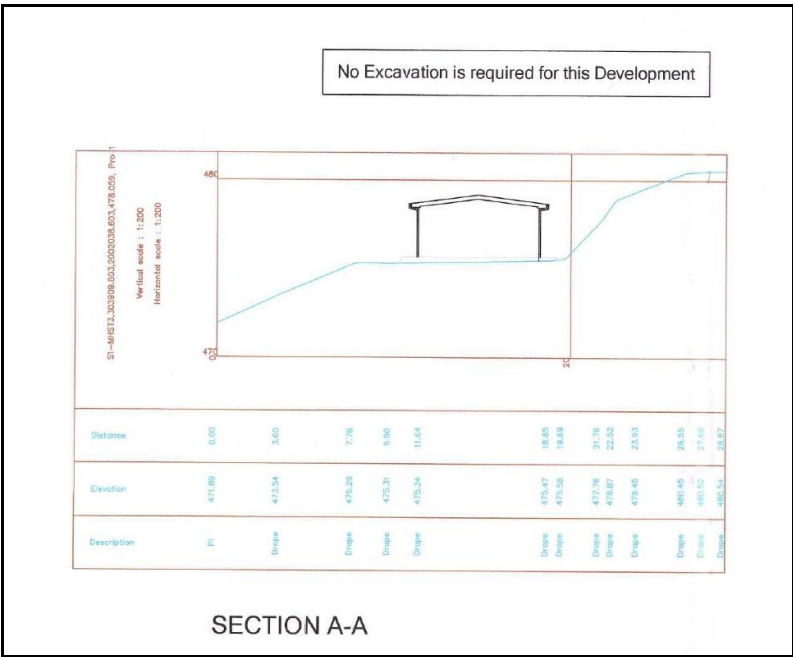 No Excavation is required for this Development
S1-MHST3,303909.603,2002038.603,478.059, Pro 1
Vertical scale : 1:200
Horizontal scale : 1:200
480
470
0
20
Distance 0.00 3.60 7.76 9.90 11.64 18.85 19.69 21.76 22.52 23.93 26.55 27.69 28.87
Elevation 471.89 473.54 475.29 475.31 475.34 475.47 475.56 477.76 478.87 479.45 480.45 480.52 480.54
Description PI Drape Drape Drape Drape Drape Drape Drape Drape Drape Drape Drape Drape
SECTION A-A